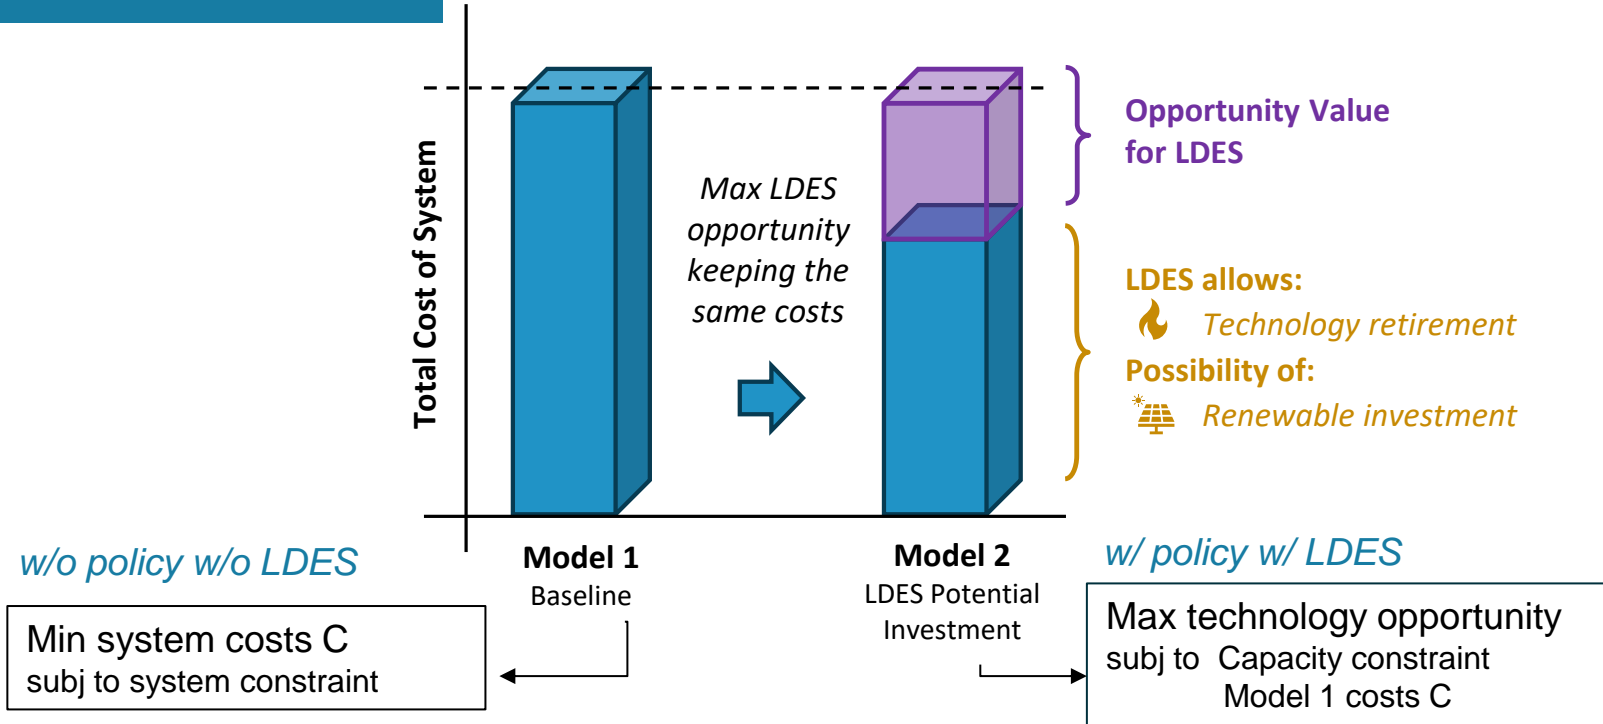 Total Cost of System
Max LDES
opportunity
keeping the
same costs
Opportunity Value
for LDES
LDES allows:
Technology retirement
Possibility of:
Renewable investment
w/o policy w/o LDES
Model 1
Baseline
Model 2
LDES Potential
Investment
w/ policy w/ LDES
Min system costs C
subj to system constraint
Max technology opportunity
subj to Capacity constraint
Model 1 costs C